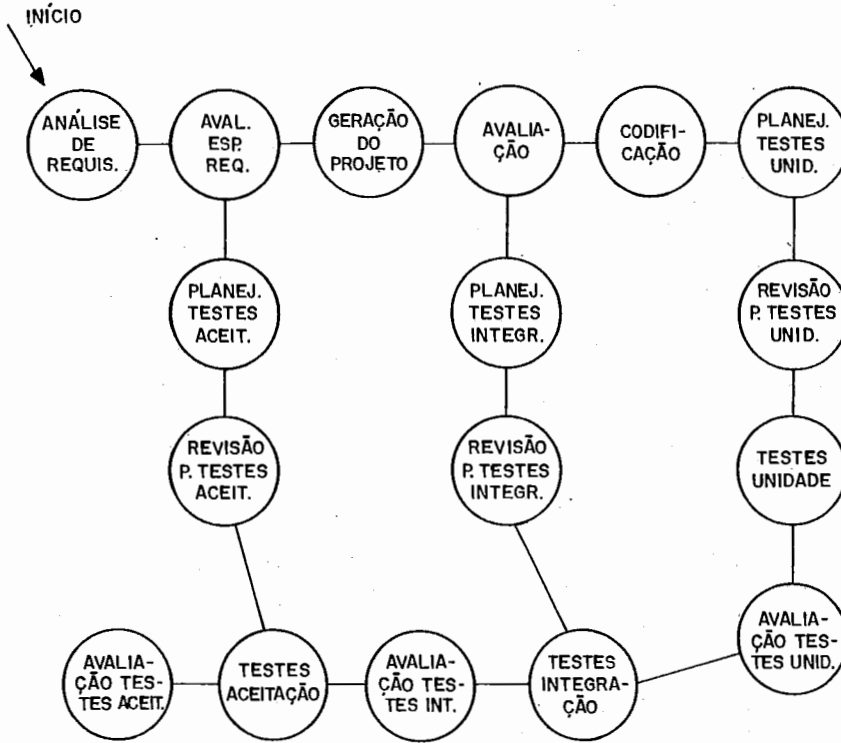 INÍCIO
ANÁLISE
DE
REQUIS.
AVAL.
ESP.
REQ.
GERAÇÃO
DO
PROJETO
AVALIA-
ÇÃO
CODIFI-
CAÇÃO
PLANEJ.
TESTES
UNID.
PLANEJ.
TESTES
ACEIT.
PLANEJ.
TESTES
INTEGR.
REVISÃO
P. TESTES
UNID.
REVISÃO
P. TESTES
ACEIT.
REVISÃO
P. TESTES
INTEGR.
TESTES
UNIDADE
AVALIA-
ÇÃO TES-
TES ACEIT.
TESTES
ACEITAÇÃO
AVALIA-
ÇÃO TES-
TES INT.
TESTES
INTEGRA-
ÇÃO
AVALIA-
ÇÃO TES-
TES UNID.